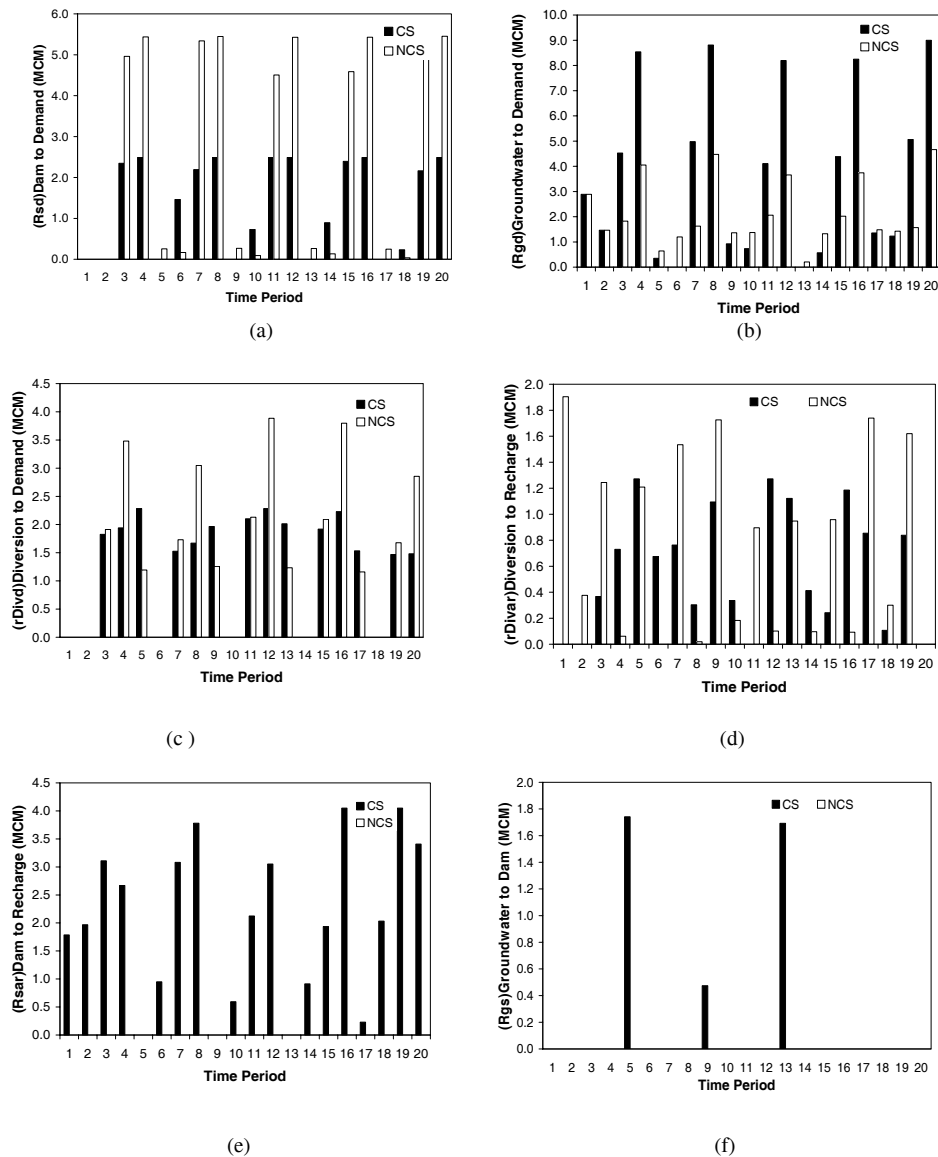 (Rsd)Dam to Demand (MCM)
6.0
5.0
4.0
3.0
2.0
1.0
0.0
CS
NCS
1 2 3 4 5 6 7 8 9 10 11 12 13 14 15 16 17 18 19 20
Time Period
(a)
(Rgd)Groundwater to Demand (MCM)
10.0
9.0
8.0
7.0
6.0
5.0
4.0
3.0
2.0
1.0
0.0
CS
NCS
1 2 3 4 5 6 7 8 9 10 11 12 13 14 15 16 17 18 19 20
Time Period
(b)
(rDivd)Diversion to Demand (MCM)
4.5
4.0
3.5
3.0
2.5
2.0
1.5
1.0
0.5
0.0
CS
NCS
1 2 3 4 5 6 7 8 9 10 11 12 13 14 15 16 17 18 19 20
Time Period
(c )
(rDivar)Diversion to Recharge (MCM)
2.0
1.8
1.6
1.4
1.2
1.0
0.8
0.6
0.4
0.2
0.0
CS NCS
1 2 3 4 5 6 7 8 9 10 11 12 13 14 15 16 17 18 19 20
Time Period
(d)
(Rsar)Dam to Recharge (MCM)
4.5
4.0
3.5
3.0
2.5
2.0
1.5
1.0
0.5
0.0
CS
NCS
1 2 3 4 5 6 7 8 9 10 11 12 13 14 15 16 17 18 19 20
Time Period
(e)
(Rgs)Groundwater to Dam (MCM)
2.0
1.8
1.6
1.4
1.2
1.0
0.8
0.6
0.4
0.2
0.0
CS NCS
1 2 3 4 5 6 7 8 9 10 11 12 13 14 15 16 17 18 19 20
Time Period
(f)